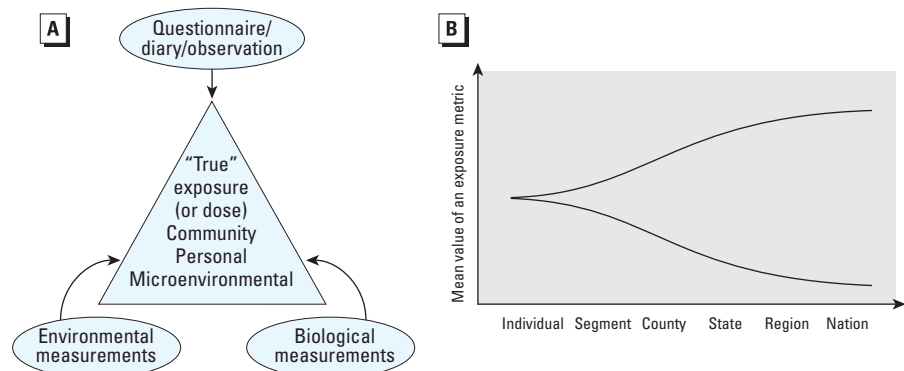 A
Questionnaire/
diary/observation
"True"
exposure
(or dose)
Community
Personal
Microenvironmental
Environmental
measurements
Biological
measurements
B
Mean value of an exposure metric
Individual Segment County State Region Nation